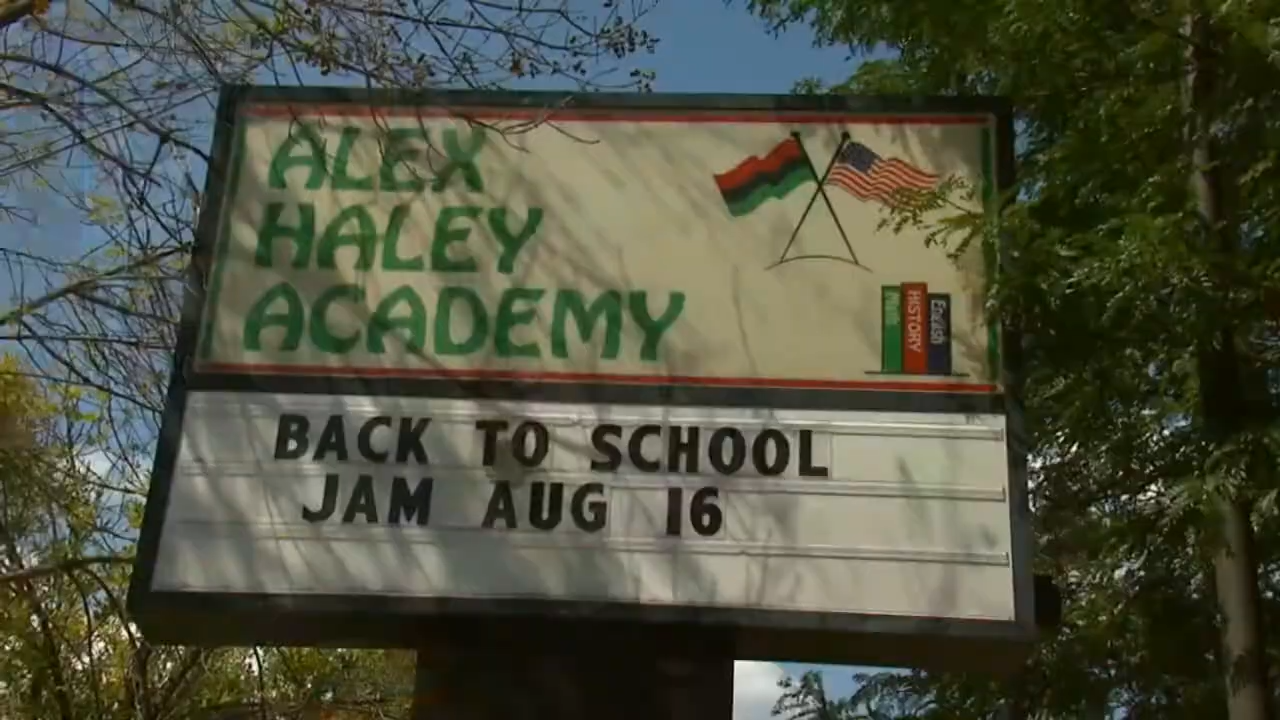 ALEX
HALEY
ACADEMY
HISTORY
English
BACK TO SCHOOL
JAM AUG 16